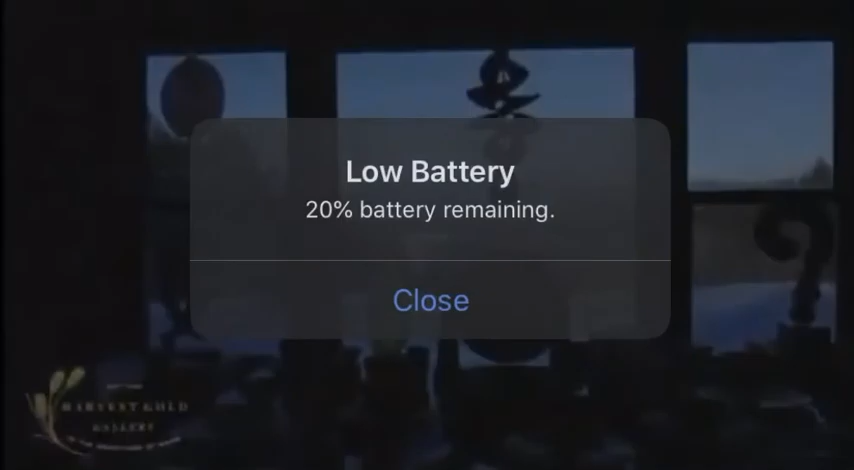 Low Battery
20% battery remaining.
Close
HARVEST GOLD
GALLERY